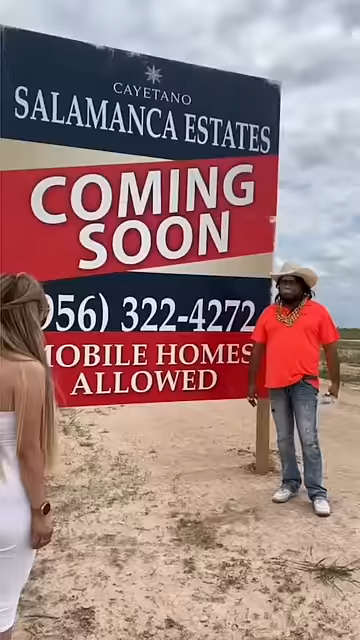 CAYETANO
SALAMANCA ESTATES
COMING
SOON
956) 322-4272
MOBILE HOMES
ALLOWED